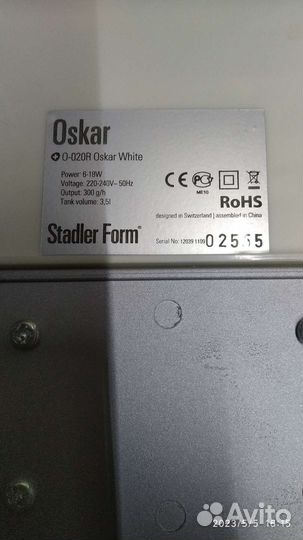 Oskar
O-020R Oskar White
Power: 6-18W
Voltage: 220-240V~ 50Hz
Output: 300 g/h
Tank volume: 3,5l
CE
ME10
RoHS
designed in Switzerland | assembled in China
Stadler Form®
Serial No: 12039 1109 02565
Avito
2023/5/5 15:15